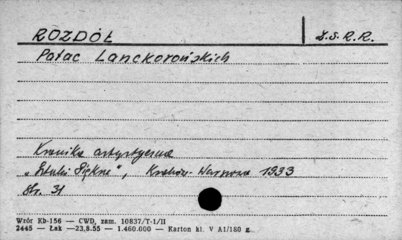 ROZDÓŁ Z.S.R.R.
Pałac Lanckorońskich
Kronika artystyczna
„Sztuki Piękne", Kraków-Warszawa 1933
Str. 31
Wzór Kb-156 — CWD, zam. 10837/T-1/II
2445 — Łak — 23.8.55 — 1.460.000 — Karton kl. V A1/180 g.